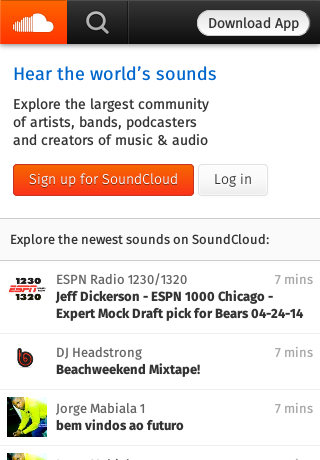 Download App
Hear the world's sounds
Explore the largest community
of artists, bands, podcasters
and creators of music & audio
Sign up for SoundCloud
Log in
Explore the newest sounds on SoundCloud:
1230
ESPN
1320
ESPN Radio 1230/1320
7 mins
Jeff Dickerson - ESPN 1000 Chicago -
Expert Mock Draft pick for Bears 04-24-14
DJ Headstrong
7 mins
Beachweekend Mixtape!
Jorge Mabiala 1
7 mins
bem vindos ao futuro